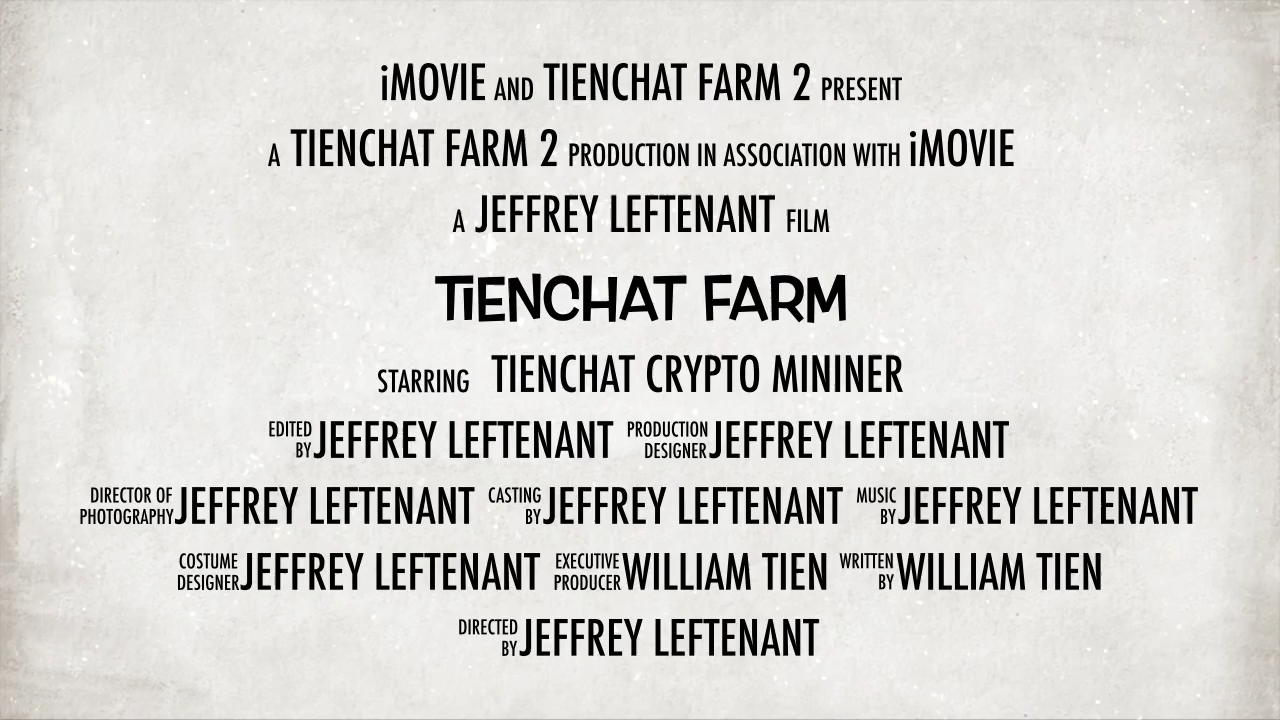 iMOVIE AND TIENCHAT FARM 2 PRESENT
A TIENCHAT FARM 2 PRODUCTION IN ASSOCIATION WITH iMOVIE
A JEFFREY LEFTENANT FILM
TiENCHAT FARM
STARRING TIENCHAT CRYPTO MININER
EDITED BY JEFFREY LEFTENANT PRODUCTION DESIGNER JEFFREY LEFTENANT
DIRECTOR OF PHOTOGRAPHY JEFFREY LEFTENANT CASTING BY JEFFREY LEFTENANT MUSIC BY JEFFREY LEFTENANT
COSTUME DESIGNER JEFFREY LEFTENANT EXECUTIVE PRODUCER WILLIAM TIEN WRITTEN BY WILLIAM TIEN
DIRECTED BY JEFFREY LEFTENANT